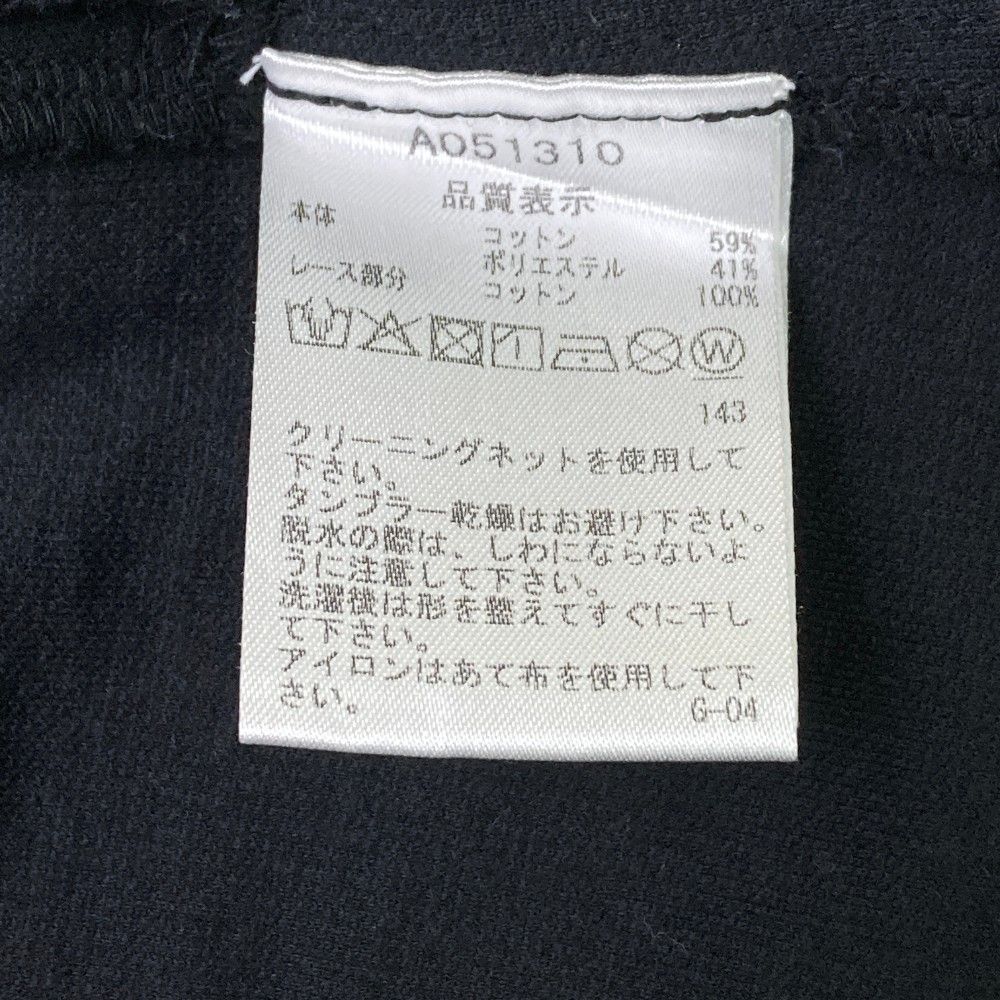 A051310
品質表示
本体 コットン 59%
ポリエステル 41%
レース部分 コットン 100%
W
143
クリーニングネットを使用して
下さい。
タンブラー乾燥はお避け下さい。
脱水の際は、しわにならないよ
うに注意して下さい。
洗濯後は形を整えてすぐに干し
て下さい。
アイロンはあて布を使用して下
さい。
G-04